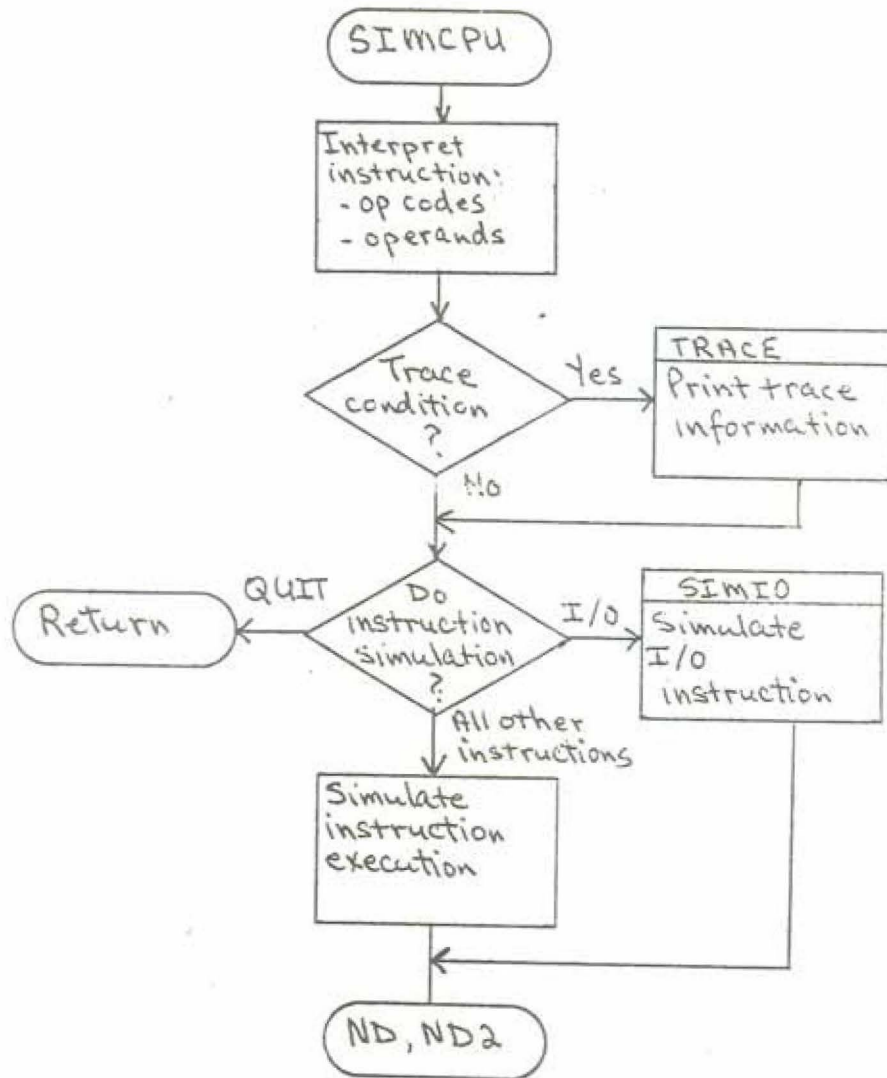 SIMCPU
Interpret
instruction:
- op codes
- operands
Trace
condition
?
Yes
TRACE
Print trace
information
No
QUIT
Return
Do
instruction
simulation
?
I/O
SIMIO
Simulate
I/O
instruction
All other
instructions
Simulate
instruction
execution
ND, ND2